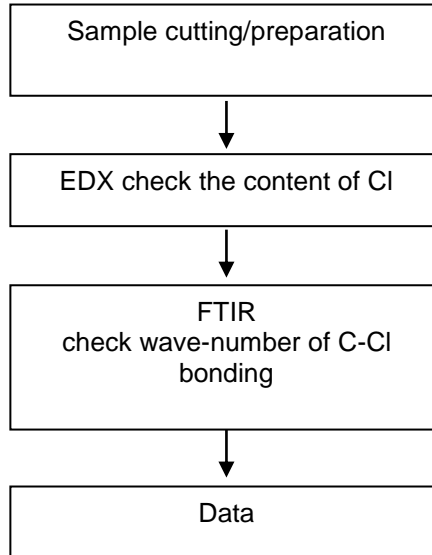 Sample cutting/preparation
EDX check the content of Cl
FTIR
check wave-number of C-Cl
bonding
Data